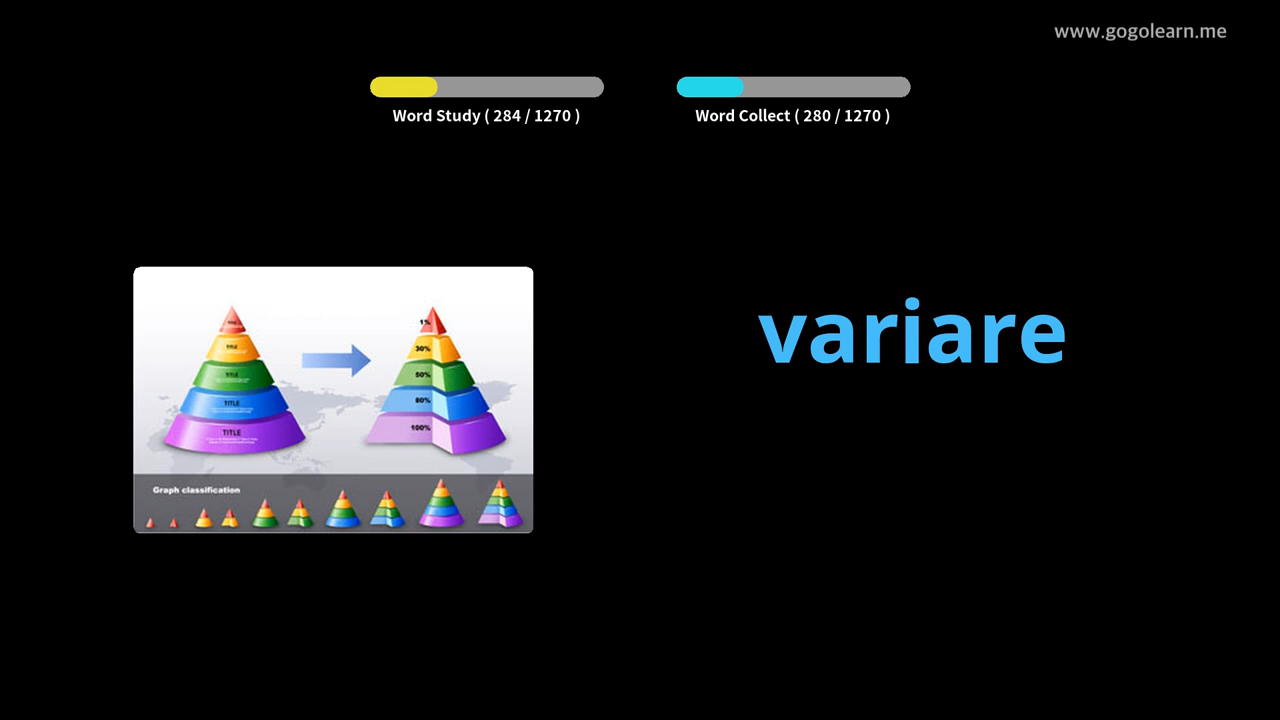 www.gogolearn.me
Word Study ( 284 / 1270 )
Word Collect ( 280 / 1270 )
variare
TITLE
TITLE
TITLE
TITLE
1%
30%
50%
80%
100%
Graph classification